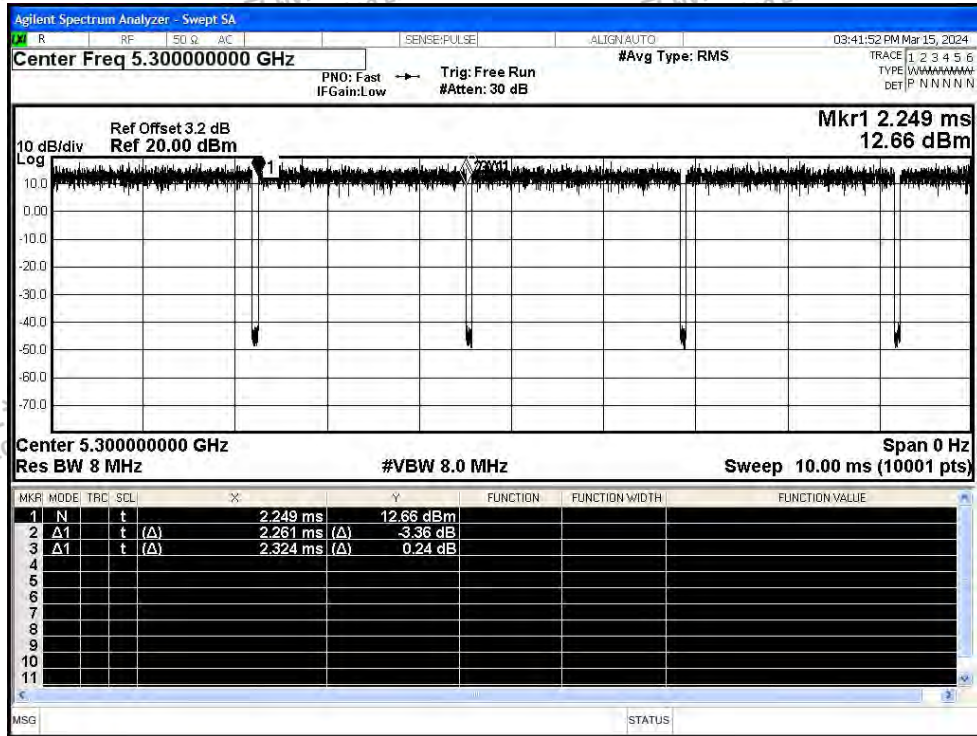 Agilent Spectrum Analyzer - Swept SA
LXI R RF 50 Ω AC SENSE:PULSE ALIGN AUTO 03:41:52 PM Mar 15, 2024
Center Freq 5.300000000 GHz #Avg Type: RMS TRACE 1 2 3 4 5 6
PNO: Fast Trig: Free Run TYPE WWWWWW
IFGain:Low #Atten: 30 dB DET P N N N N N
Mkr1 2.249 ms
Ref Offset 3.2 dB
10 dB/div Ref 20.00 dBm 12.66 dBm
Log
1
10.0
0.00
-10.0
-20.0
-30.0
-40.0
-50.0
-60.0
-70.0
Center 5.300000000 GHz Span 0 Hz
Res BW 8 MHz #VBW 8.0 MHz Sweep 10.00 ms (10001 pts)
MKR MODE TRC SCL X Y FUNCTION FUNCTION WIDTH FUNCTION VALUE
1 N t 2.249 ms 12.66 dBm
2 Δ1 t (Δ) 2.261 ms (Δ) -3.36 dB
3 Δ1 t (Δ) 2.324 ms (Δ) 0.24 dB
4
5
6
7
8
9
10
11
MSG STATUS